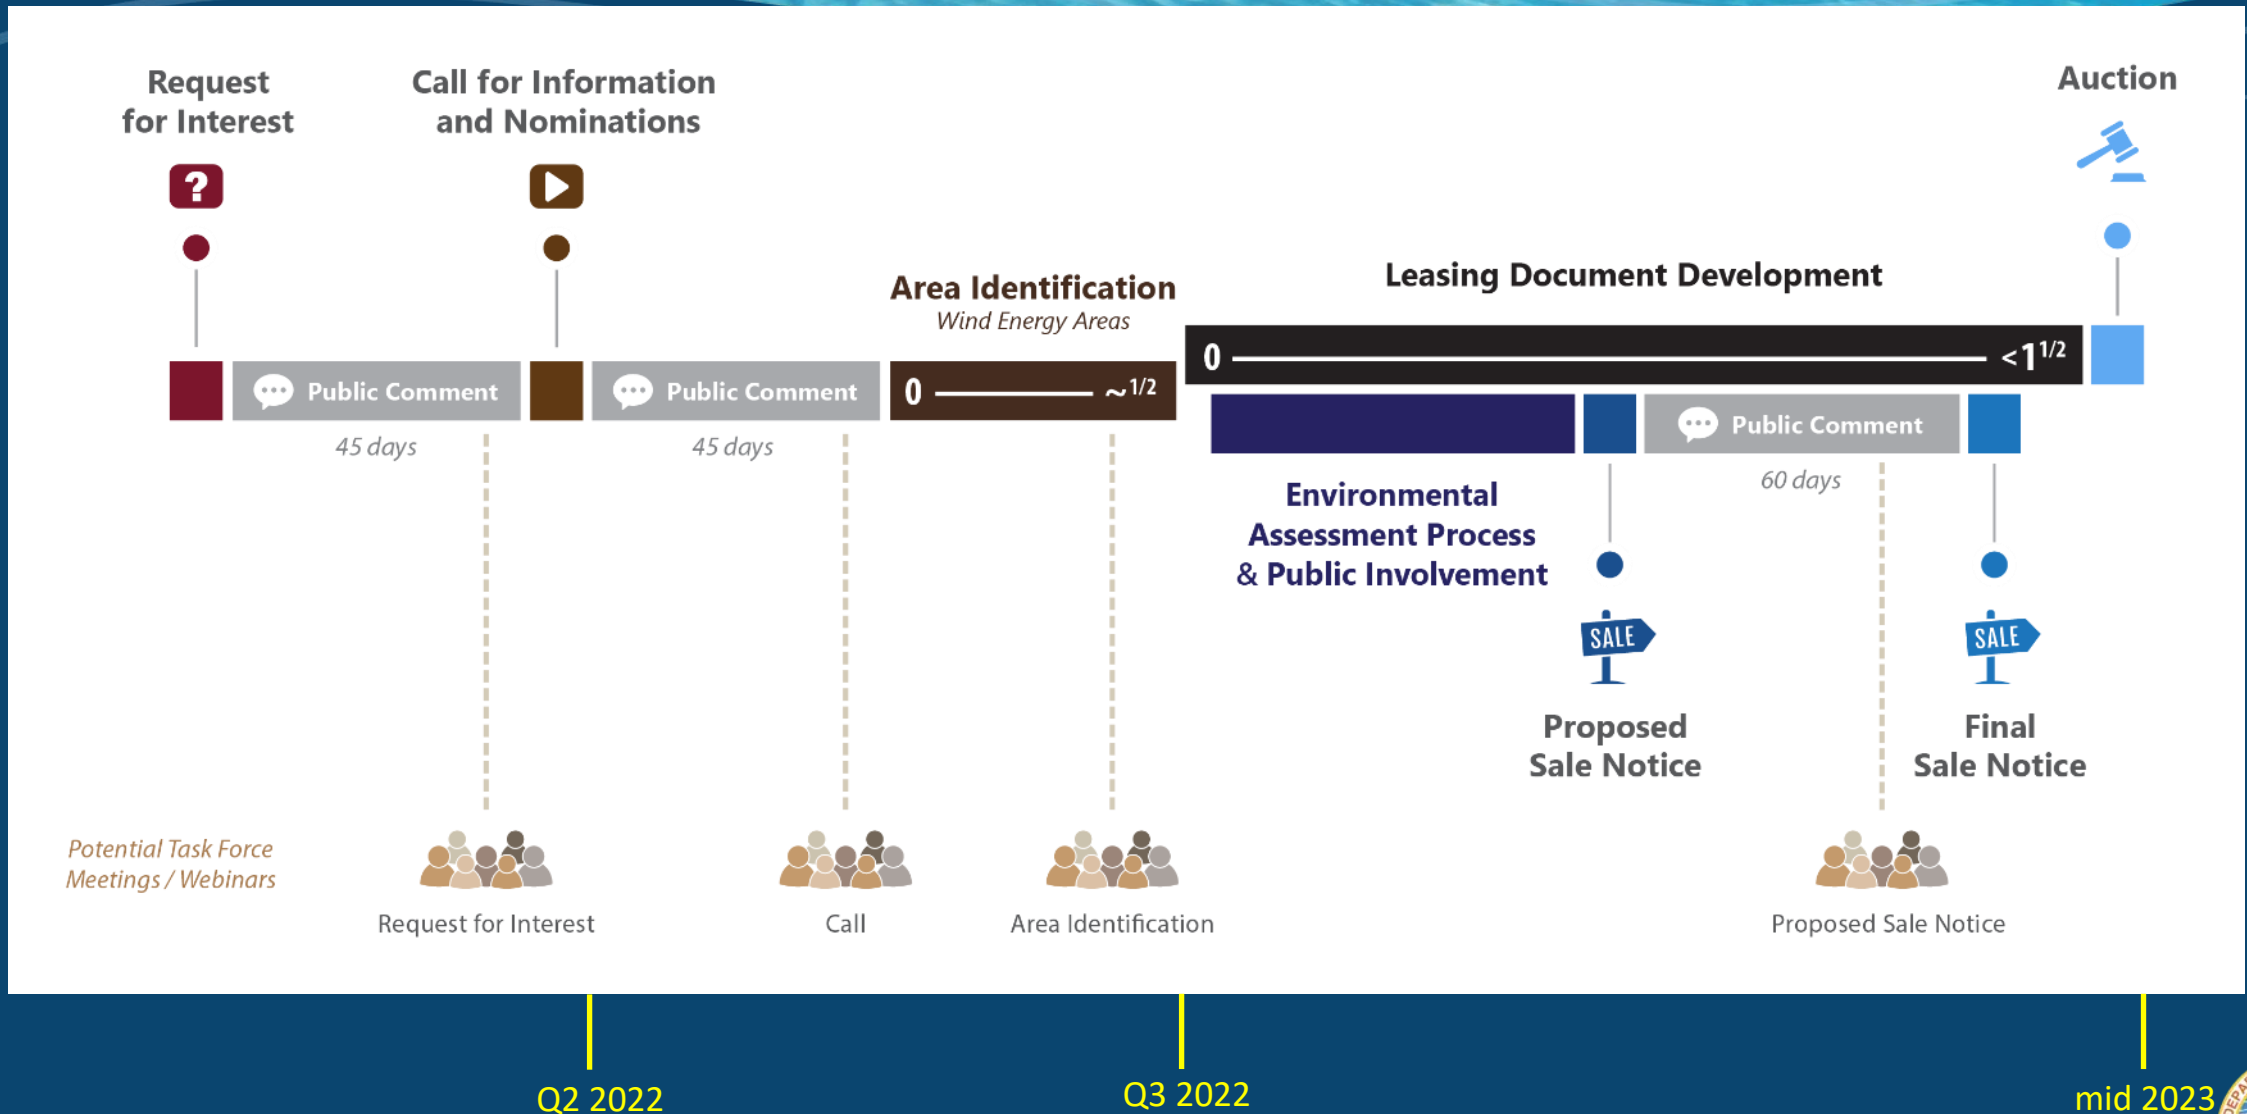 Request
for Interest
Call for Information
and Nominations
Auction
?
Area Identification
Wind Energy Areas
Leasing Document Development
0
<1 1/2
Public Comment
Public Comment
0
~1/2
Public Comment
45 days
45 days
60 days
Environmental
Assessment Process
& Public Involvement
SALE
SALE
Proposed
Sale Notice
Final
Sale Notice
Potential Task Force
Meetings / Webinars
Request for Interest
Call
Area Identification
Proposed Sale Notice
Q2 2022
Q3 2022
mid 2023